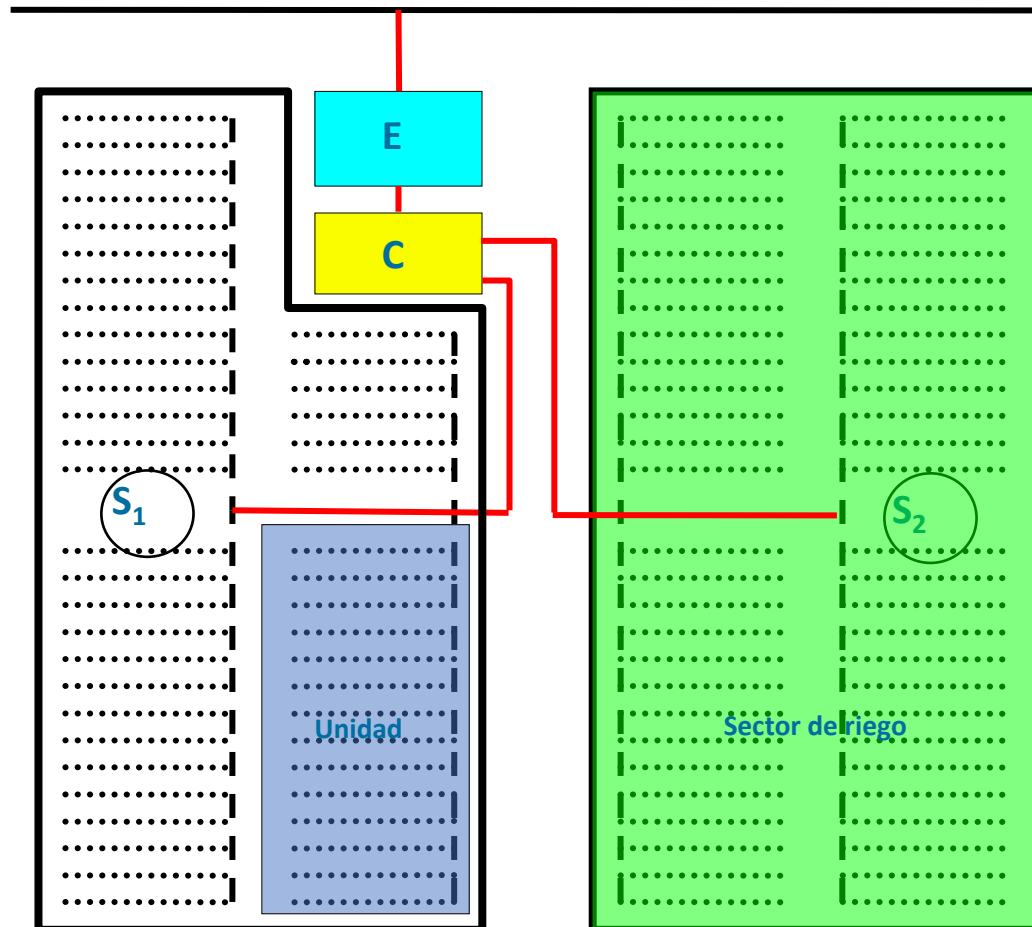 E
C
S₁
S₂
Unidad
Sector de riego